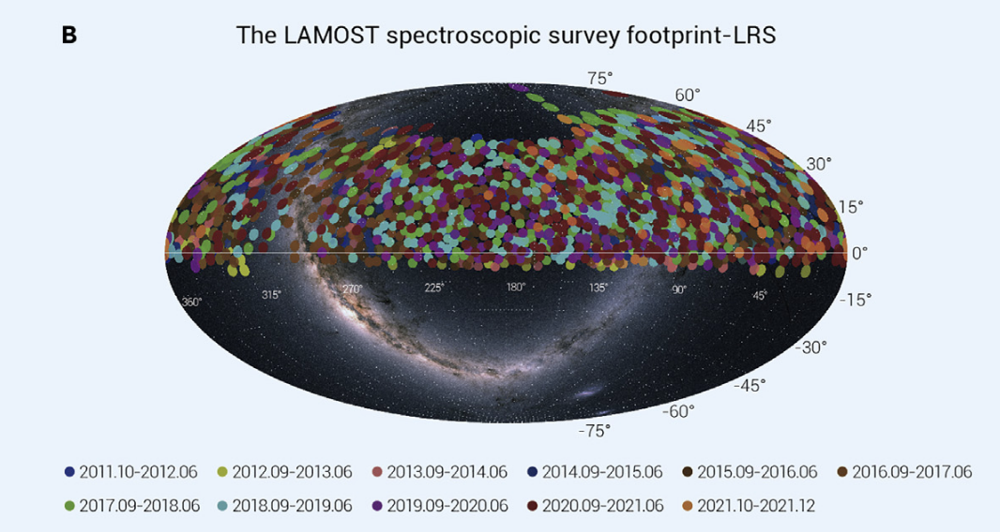 B
The LAMOST spectroscopic survey footprint-LRS
75°
60°
45°
30°
15°
0°
-15°
-30°
-45°
-60°
-75°
360° 315° 270° 225° 180° 135° 90° 45°
2011.10-2012.06 2012.09-2013.06 2013.09-2014.06 2014.09-2015.06 2015.09-2016.06 2016.09-2017.06
2017.09-2018.06 2018.09-2019.06 2019.09-2020.06 2020.09-2021.06 2021.10-2021.12